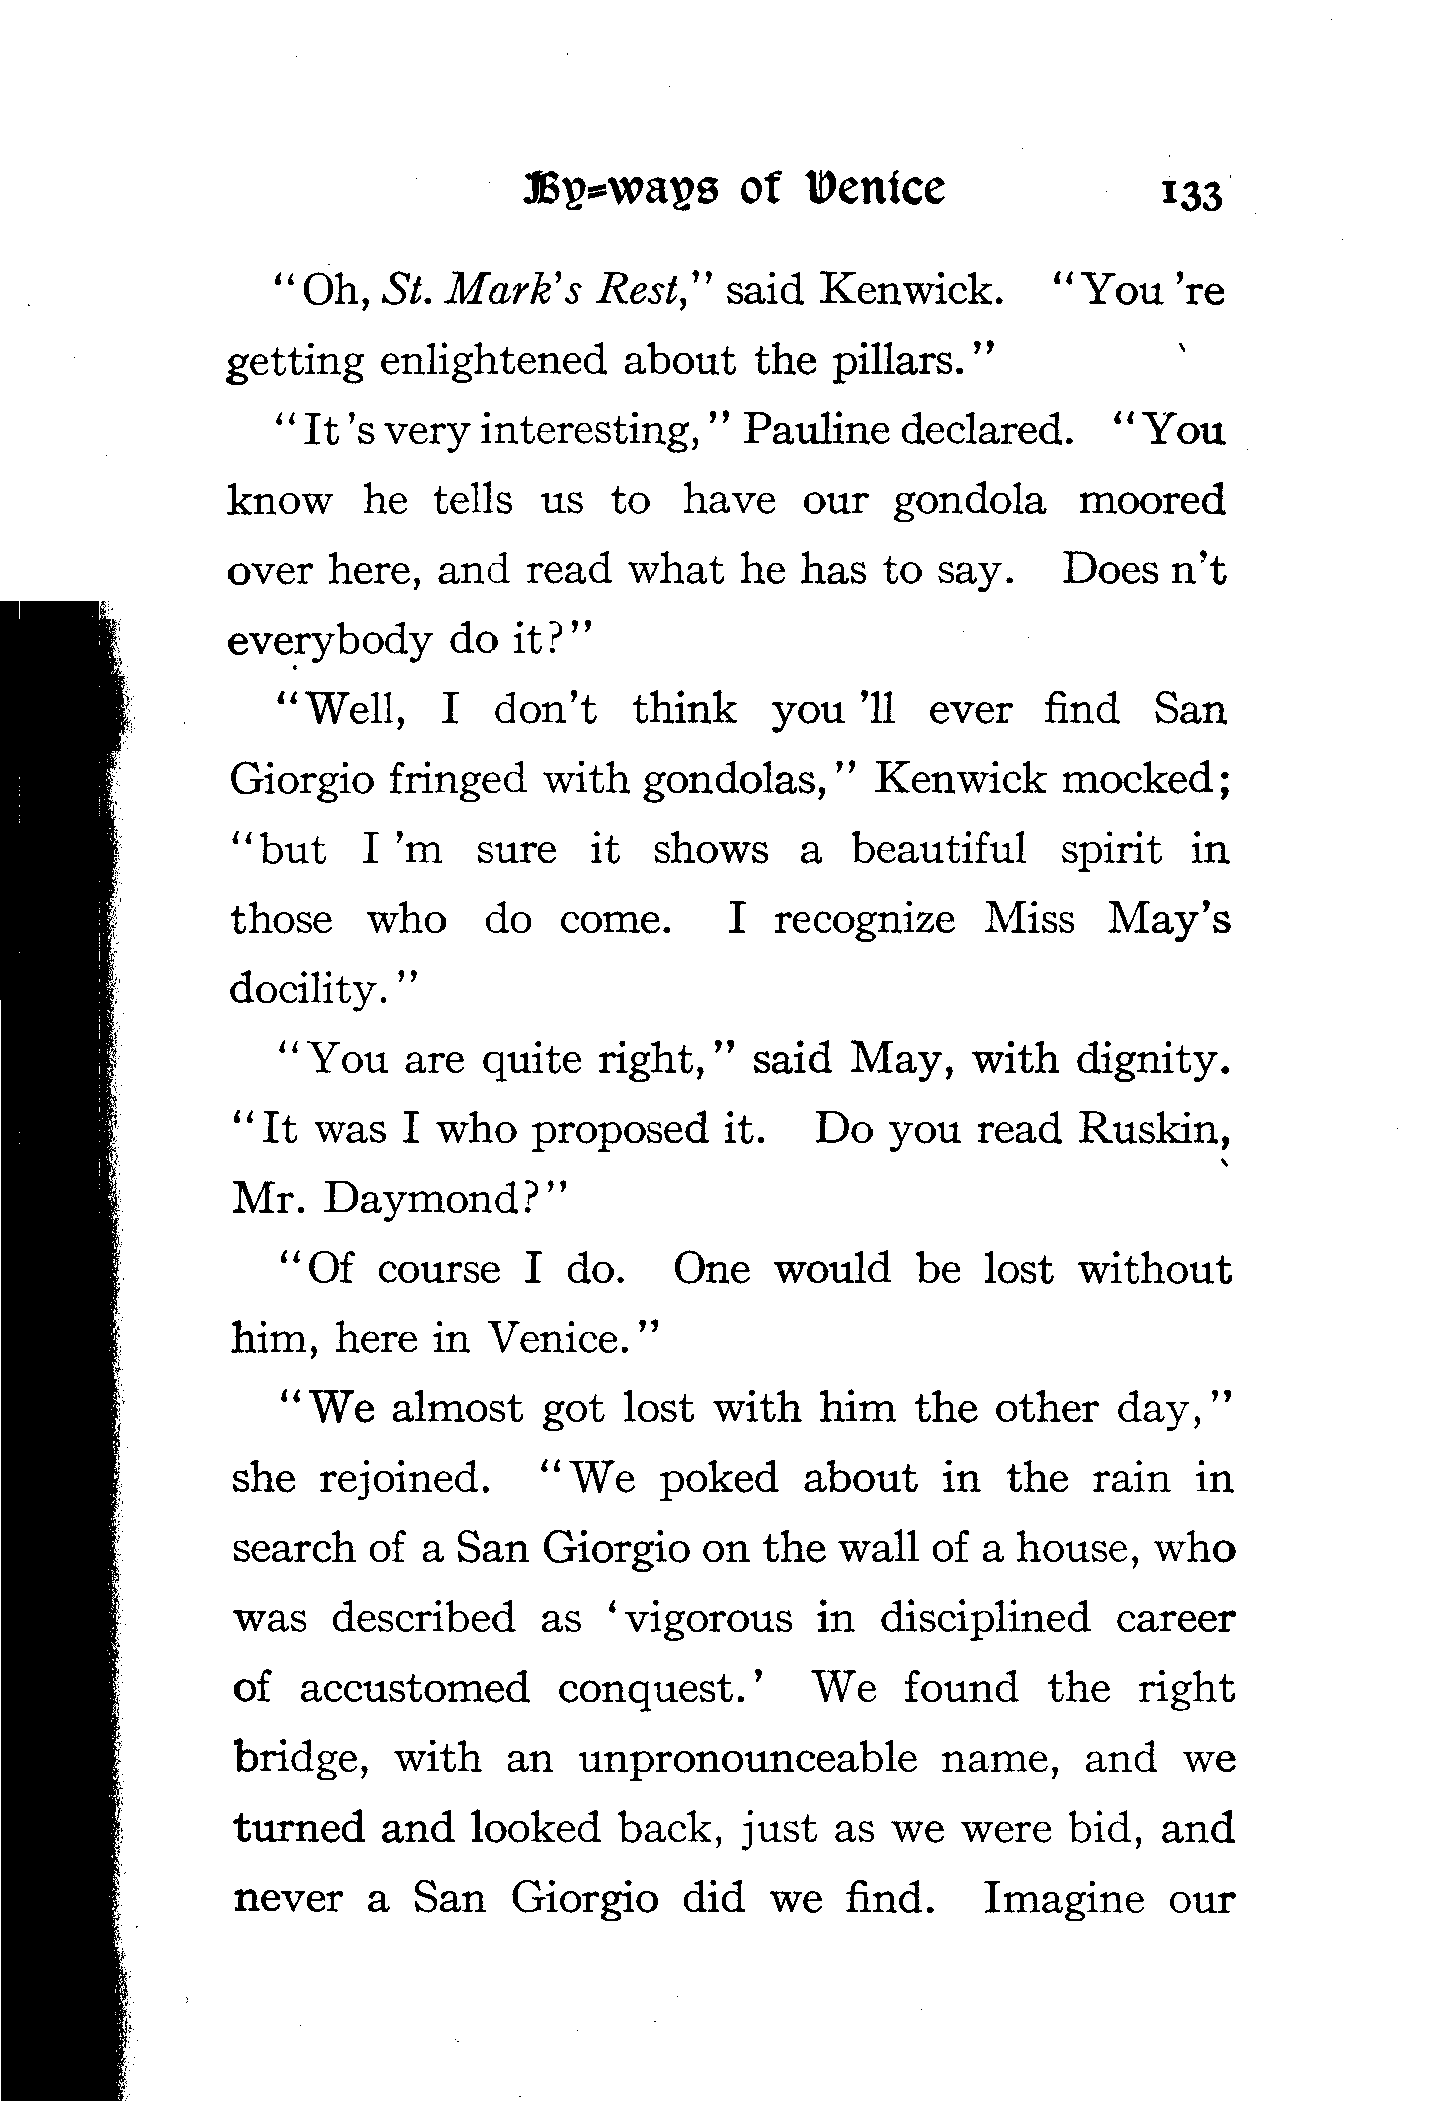 By-ways of Venice 133
"Oh, St. Mark's Rest," said Kenwick. "You 're
getting enlightened about the pillars."
"It 's very interesting," Pauline declared. "You
know he tells us to have our gondola moored
over here, and read what he has to say. Does n't
everybody do it?"
"Well, I don't think you 'll ever find San
Giorgio fringed with gondolas," Kenwick mocked;
"but I 'm sure it shows a beautiful spirit in
those who do come. I recognize Miss May's
docility."
"You are quite right," said May, with dignity.
"It was I who proposed it. Do you read Ruskin,
Mr. Daymond?"
"Of course I do. One would be lost without
him, here in Venice."
"We almost got lost with him the other day,"
she rejoined. "We poked about in the rain in
search of a San Giorgio on the wall of a house, who
was described as 'vigorous in disciplined career
of accustomed conquest.' We found the right
bridge, with an unpronounceable name, and we
turned and looked back, just as we were bid, and
never a San Giorgio did we find. Imagine our